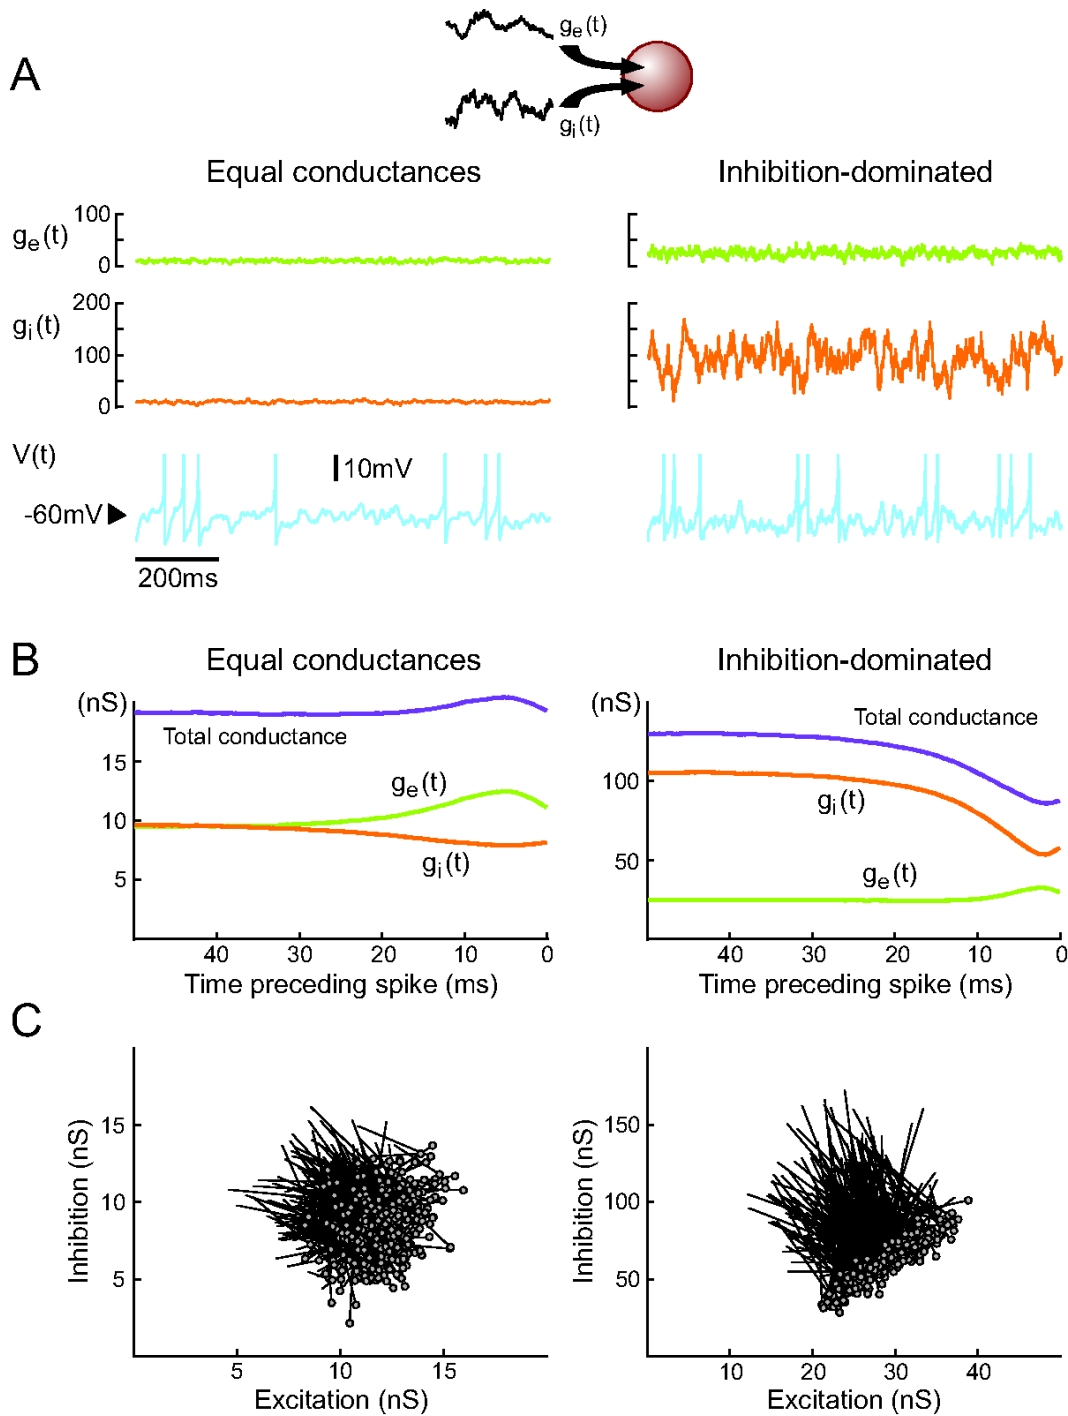 A
gₑ(t)
gᵢ(t)
Equal conductances
Inhibition-dominated
gₑ(t)
100
0
gᵢ(t)
200
100
0
V(t)
10mV
-60mV
200ms
B
Equal conductances
Inhibition-dominated
(nS)
15
10
5
Total conductance
gₑ(t)
gᵢ(t)
40 30 20 10 0
Time preceding spike (ms)
(nS)
100
50
Total conductance
gᵢ(t)
gₑ(t)
40 30 20 10 0
Time preceding spike (ms)
C
Inhibition (nS)
15
10
5
5 10 15
Excitation (nS)
Inhibition (nS)
150
100
50
10 20 30 40
Excitation (nS)